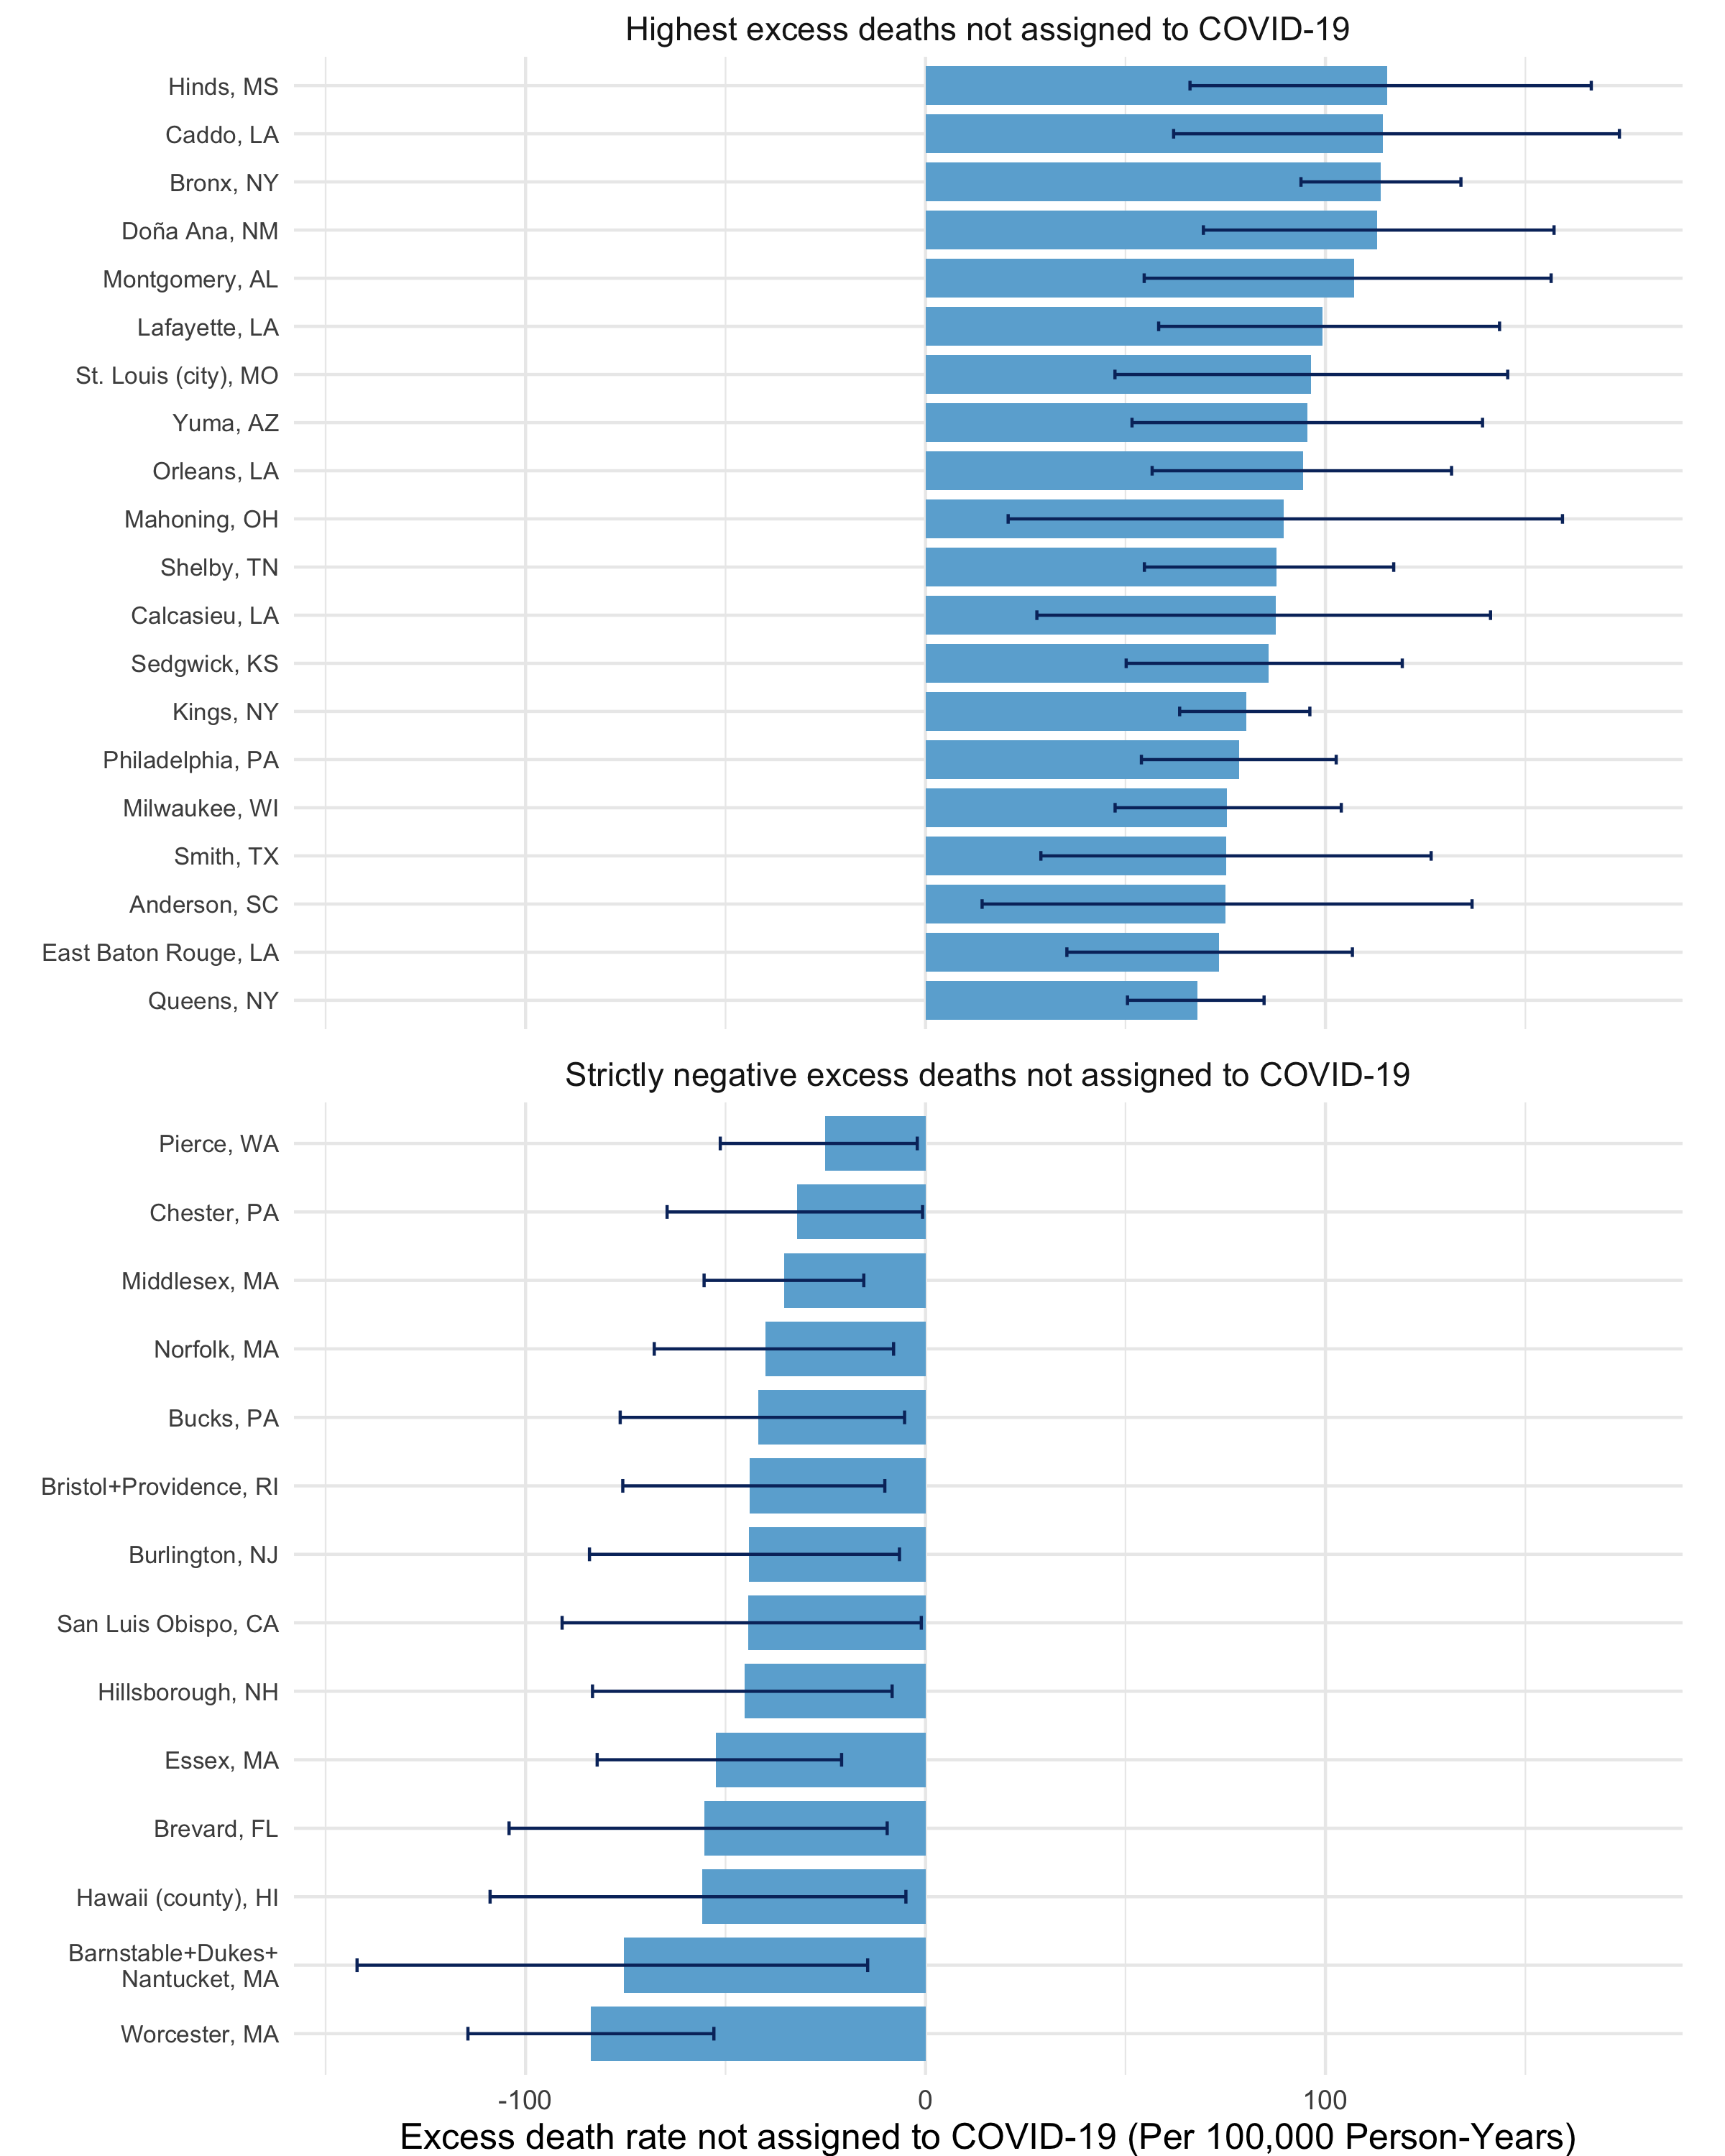 Highest excess deaths not assigned to COVID-19
Hinds, MS
Caddo, LA
Bronx, NY
Doña Ana, NM
Montgomery, AL
Lafayette, LA
St. Louis (city), MO
Yuma, AZ
Orleans, LA
Mahoning, OH
Shelby, TN
Calcasieu, LA
Sedgwick, KS
Kings, NY
Philadelphia, PA
Milwaukee, WI
Smith, TX
Anderson, SC
East Baton Rouge, LA
Queens, NY
Strictly negative excess deaths not assigned to COVID-19
Pierce, WA
Chester, PA
Middlesex, MA
Norfolk, MA
Bucks, PA
Bristol+Providence, RI
Burlington, NJ
San Luis Obispo, CA
Hillsborough, NH
Essex, MA
Brevard, FL
Hawaii (county), HI
Barnstable+Dukes+
Nantucket, MA
Worcester, MA
-100 0 100
Excess death rate not assigned to COVID-19 (Per 100,000 Person-Years)